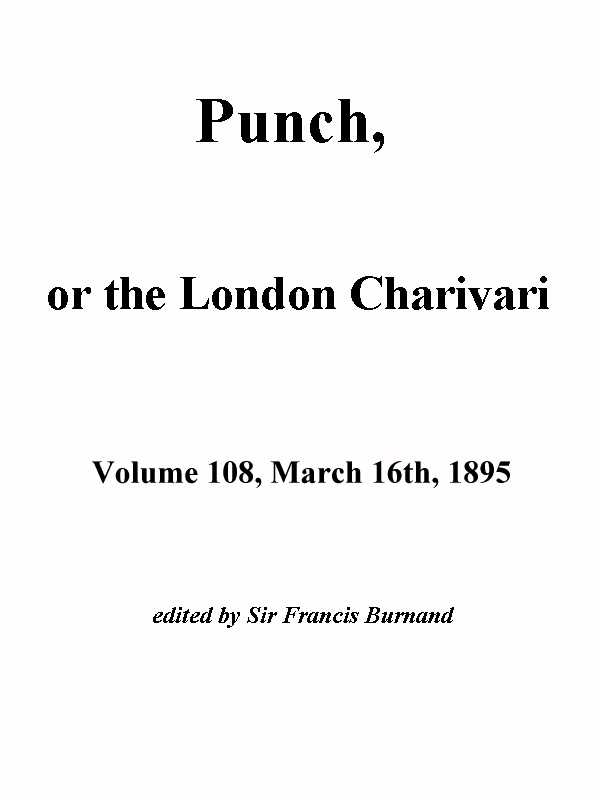 Punch,
or the London Charivari
Volume 108, March 16th, 1895
edited by Sir Francis Burnand